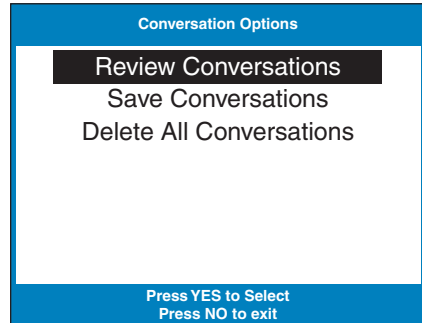 Conversation Options
Review Conversations
Save Conversations
Delete All Conversations
Press YES to Select
Press NO to exit